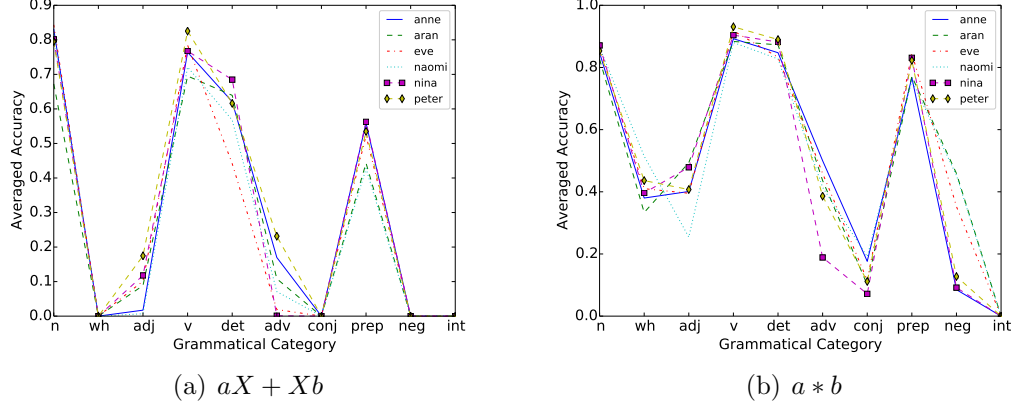 0.9
0.8
0.7
0.6
0.5
0.4
0.3
0.2
0.1
0.0
Averaged Accuracy
n wh adj v det adv conj prep neg int
Grammatical Category
anne
aran
eve
naomi
nina
peter
(a) aX + Xb
1.0
0.8
0.6
0.4
0.2
0.0
Averaged Accuracy
n wh adj v det adv conj prep neg int
Grammatical Category
anne
aran
eve
naomi
nina
peter
(b) a ∗ b